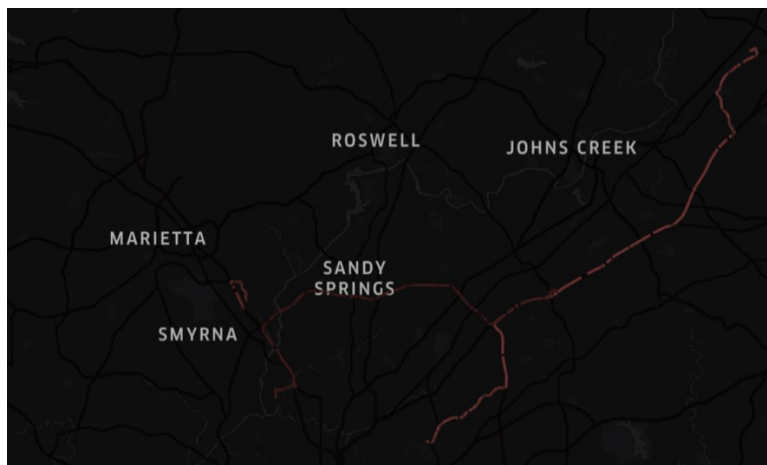 ROSWELL
JOHNS CREEK
MARIETTA
SANDY
SPRINGS
SMYRNA